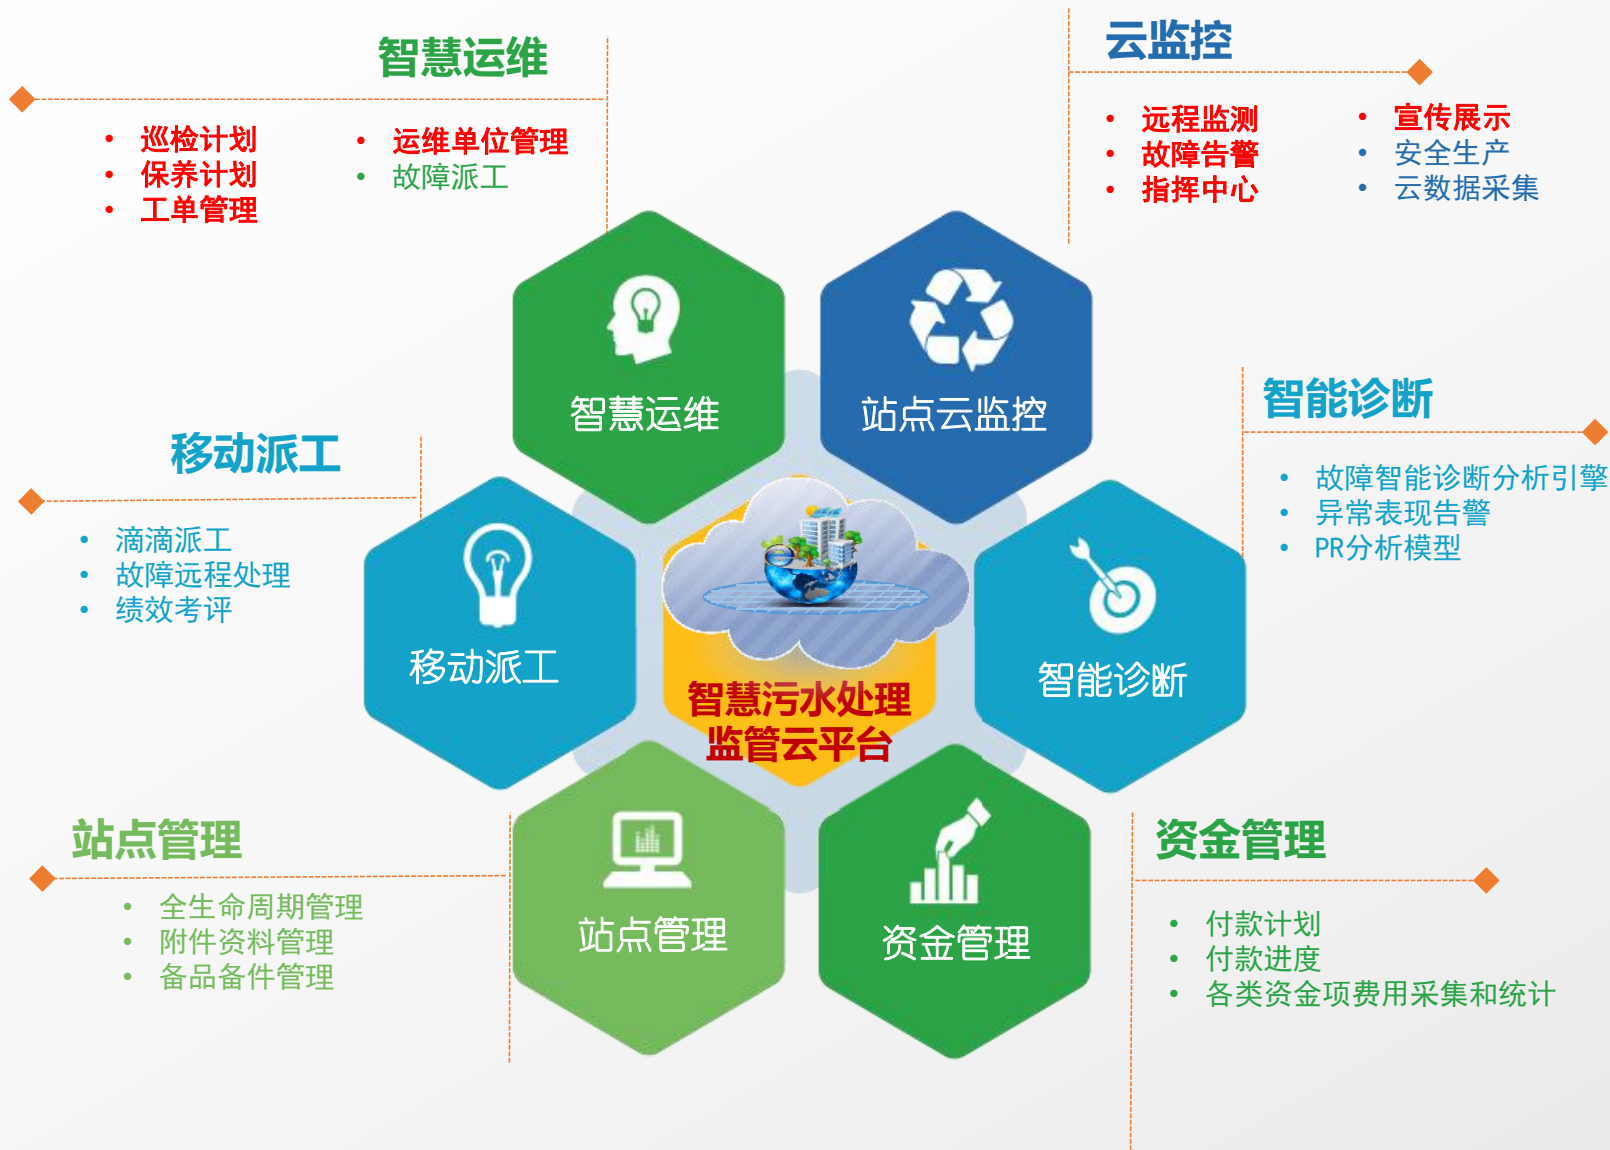 智慧运维
巡检计划
保养计划
工单管理
运维单位管理
故障派工
云监控
远程监测
故障告警
指挥中心
宣传展示
安全生产
云数据采集
移动派工
滴滴派工
故障远程处理
绩效考评
智能诊断
故障智能诊断分析引擎
异常表现告警
PR分析模型
站点管理
全生命周期管理
附件资料管理
备品备件管理
资金管理
付款计划
付款进度
各类资金项费用采集和统计
智慧运维
站点云监控
移动派工
智能诊断
智慧污水处理
监管云平台
站点管理
资金管理